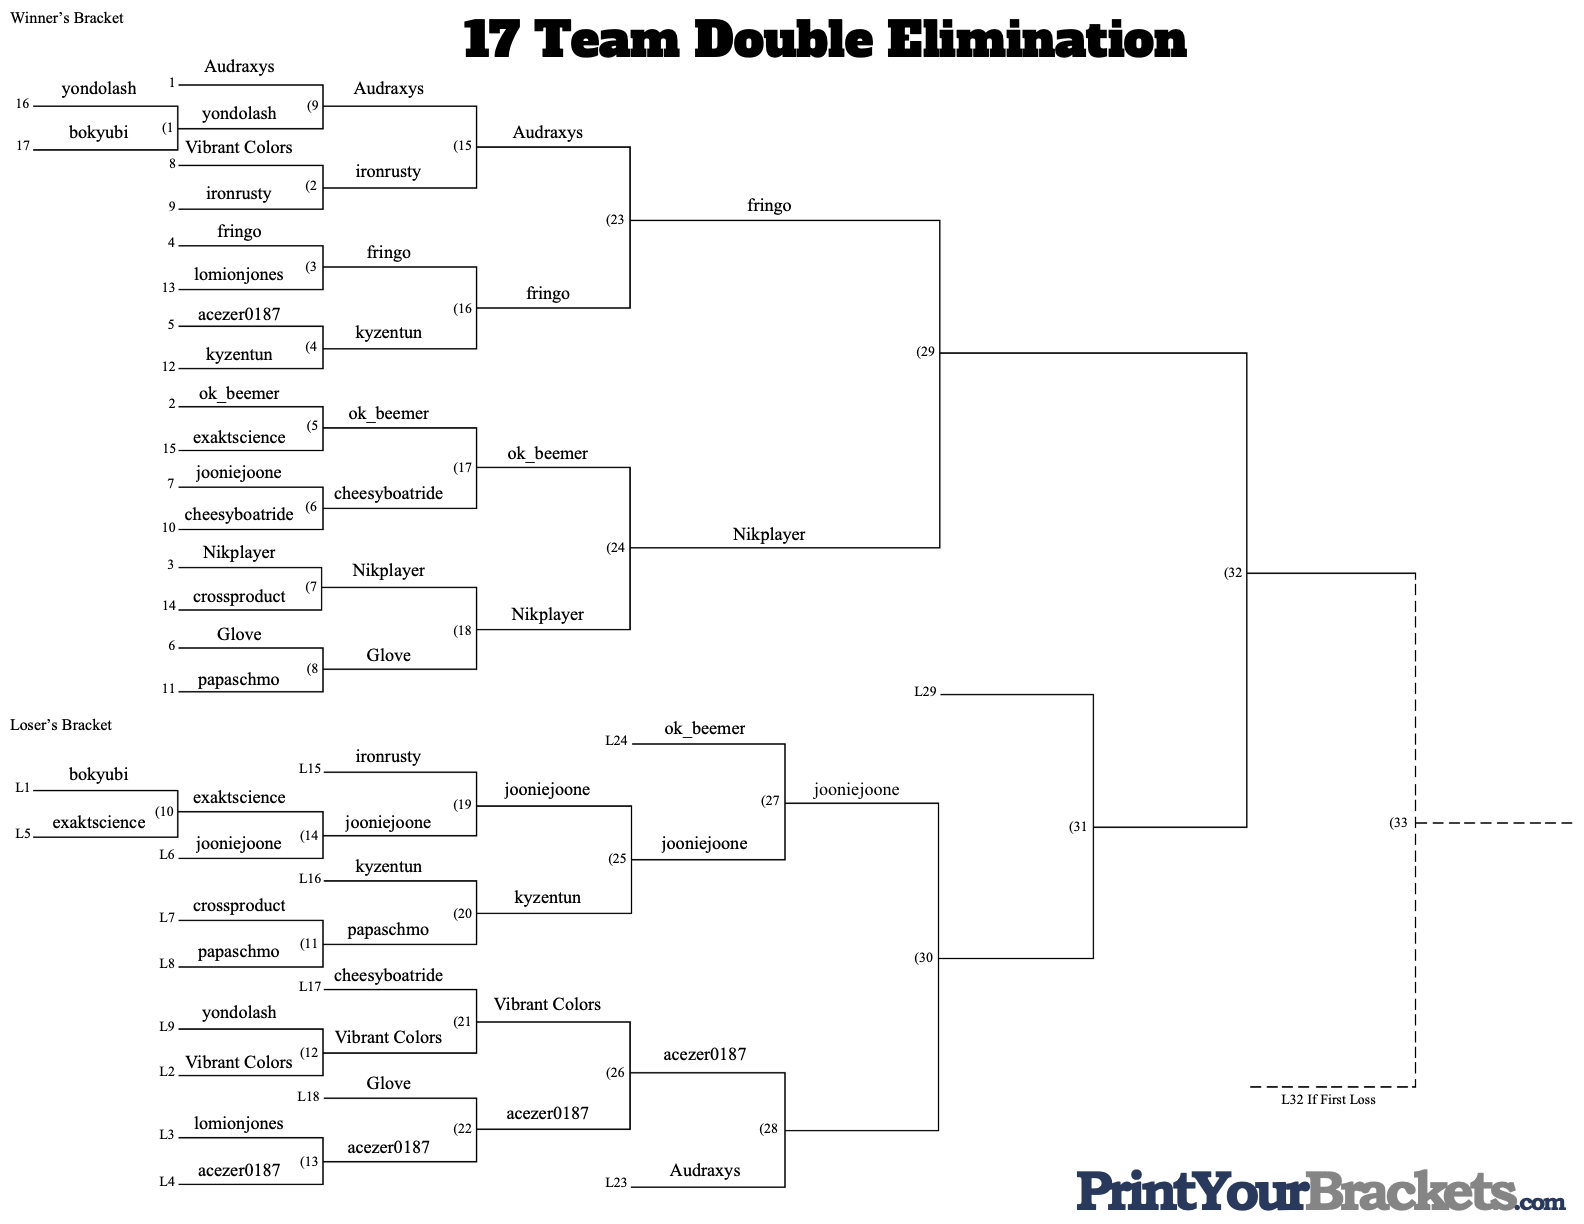 Winner's Bracket
17 Team Double Elimination
1 Audraxys
16 yondolash
17 bokyubi
(1
yondolash
(9
Audraxys
8 Vibrant Colors
9 ironrusty
(2
ironrusty
(15
Audraxys
4 fringo
13 lomionjones
(3
fringo
5 acezer0187
12 kyzentun
(4
kyzentun
(16
fringo
(23
fringo
2 ok_beemer
15 exaktscience
(5
ok_beemer
7 jooniejoone
10 cheesyboatride
(6
cheesyboatride
(17
ok_beemer
3 Nikplayer
14 crossproduct
(7
Nikplayer
6 Glove
11 papaschmo
(8
Glove
(18
Nikplayer
(24
Nikplayer
(29
(32
(33
L32 If First Loss
Loser's Bracket
L1 bokyubi
L5 exaktscience
(10
exaktscience
L6 jooniejoone
(14
jooniejoone
L15 ironrusty
(19
jooniejoone
L7 crossproduct
L8 papaschmo
(11
papaschmo
L16 kyzentun
(20
kyzentun
(25
jooniejoone
L24 ok_beemer
(27
jooniejoone
L9 yondolash
L2 Vibrant Colors
(12
Vibrant Colors
L17 cheesyboatride
(21
Vibrant Colors
L3 lomionjones
L4 acezer0187
(13
acezer0187
L18 Glove
(22
acezer0187
(26
acezer0187
L23 Audraxys
(28
(30
L29
(31
PrintYourBrackets.com